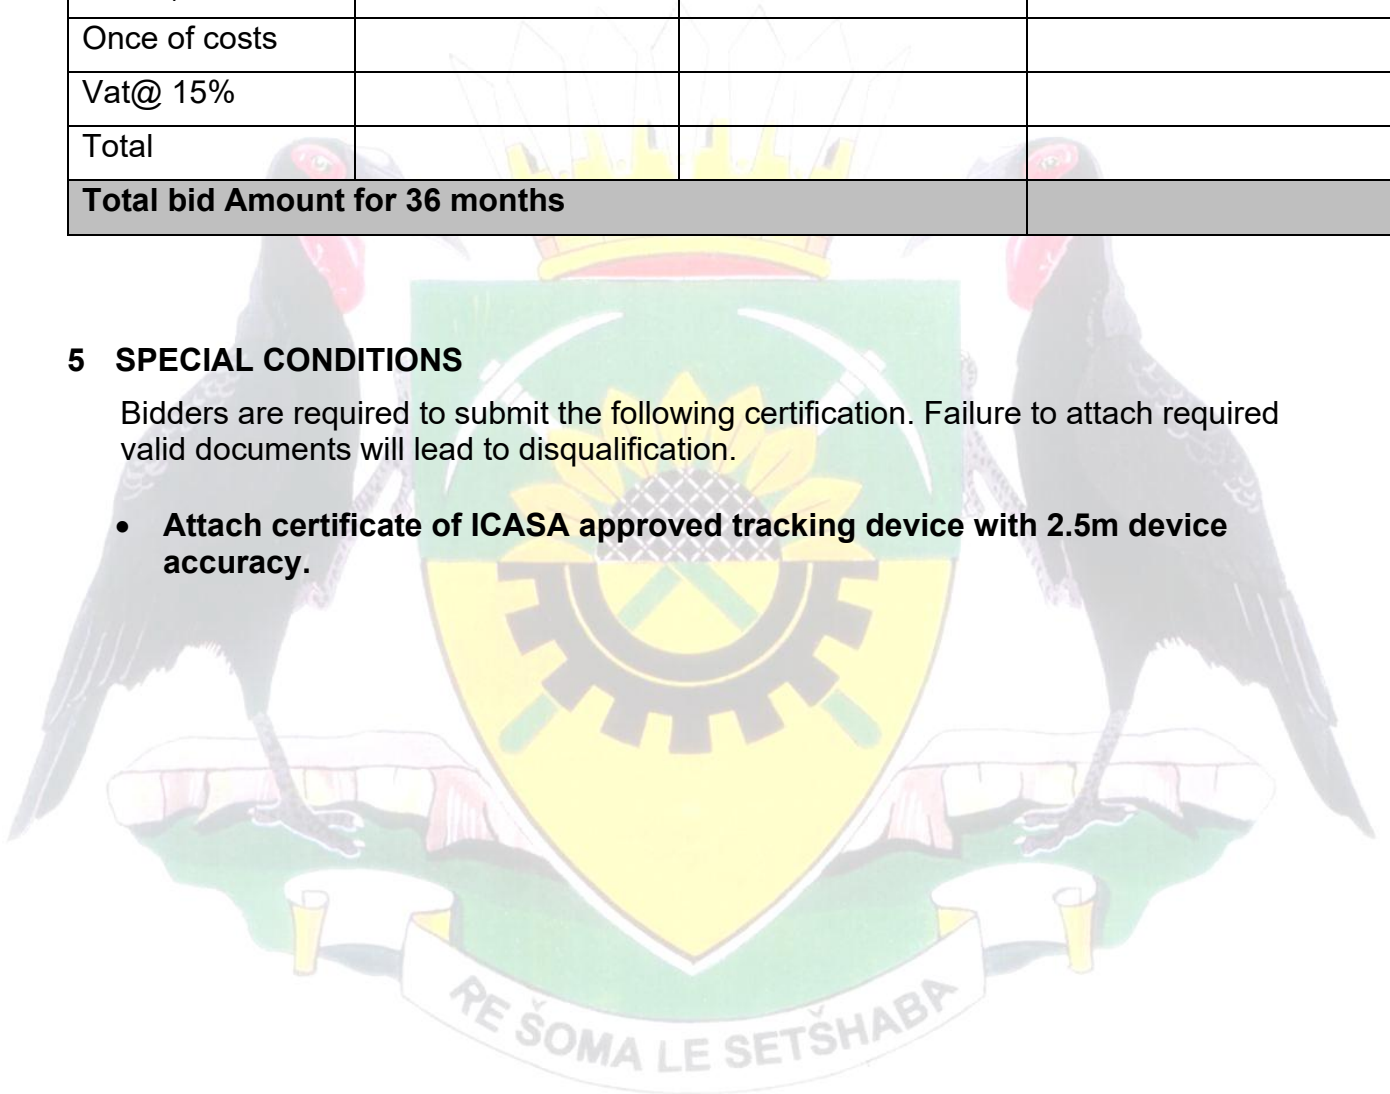 Once of costs
Vat@ 15%
Total
Total bid Amount for 36 months
5 SPECIAL CONDITIONS
Bidders are required to submit the following certification. Failure to attach required
valid documents will lead to disqualification.
• Attach certificate of ICASA approved tracking device with 2.5m device
accuracy.
RE ŠOMA LE SETŠHABA